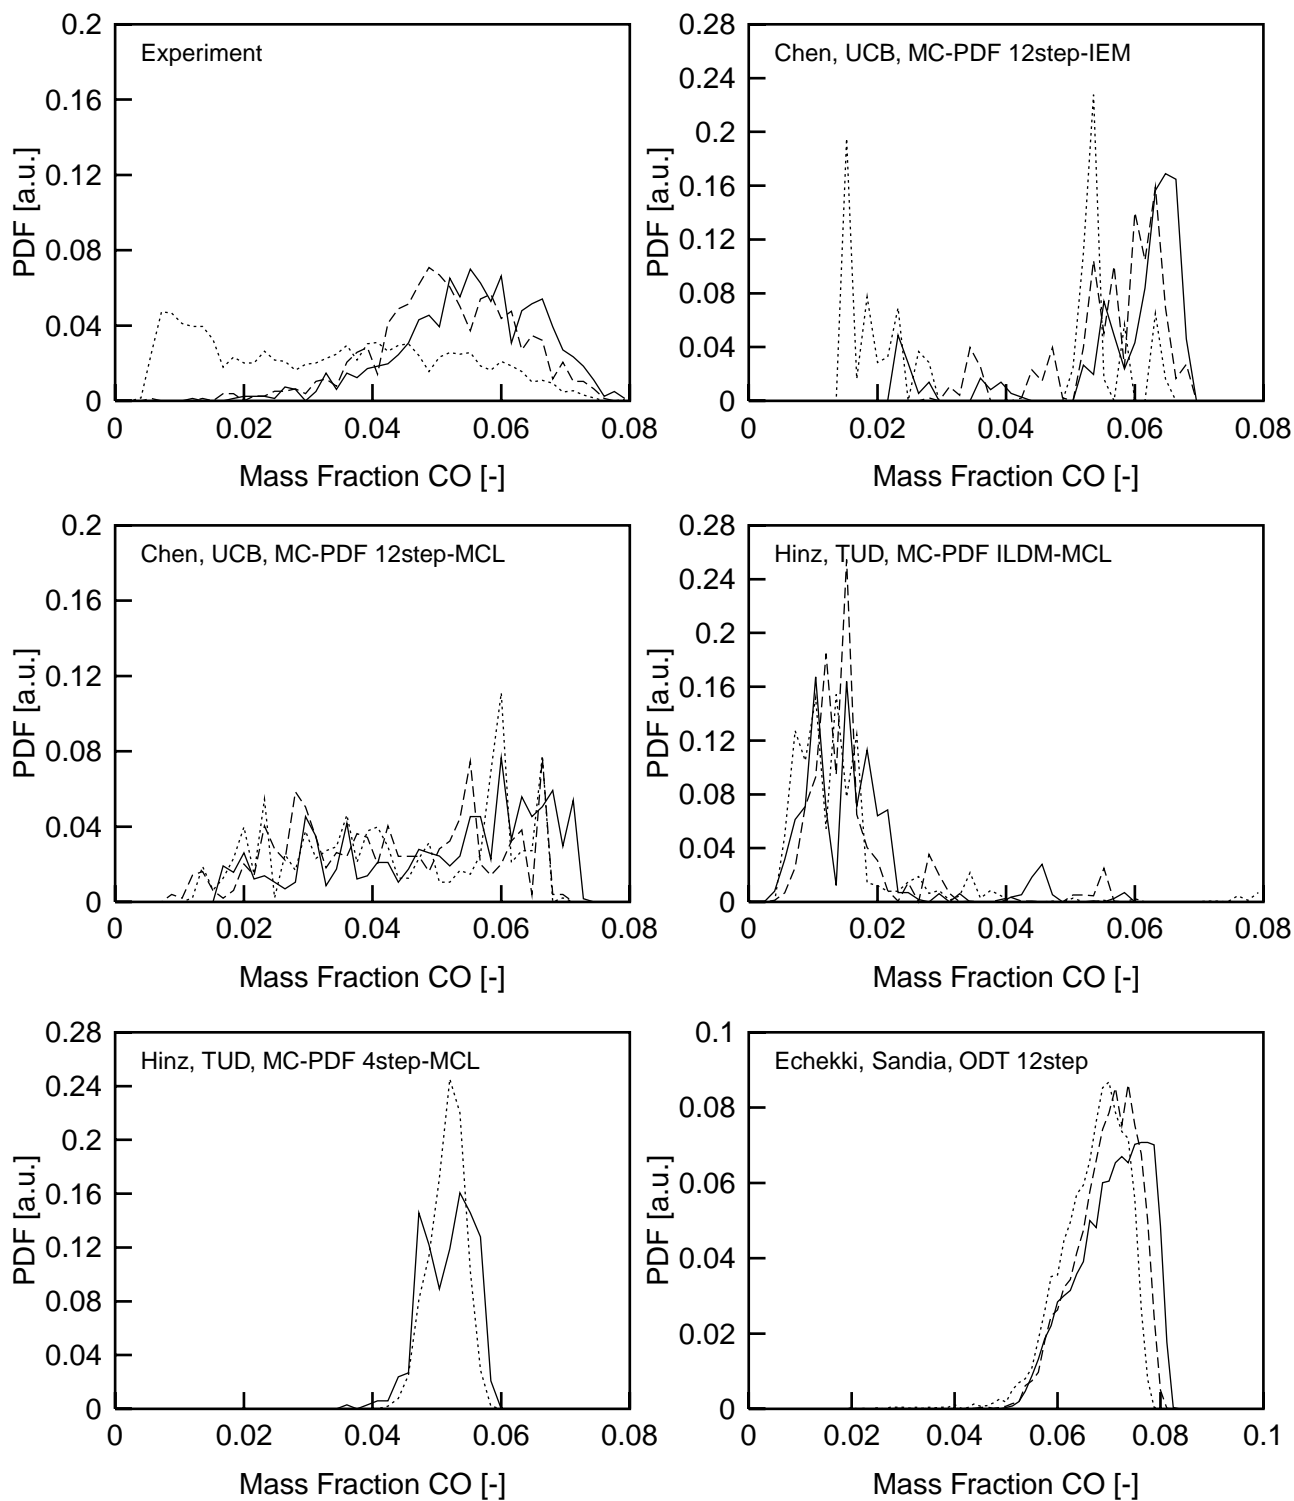 0.2
Experiment
0.16
0.12
PDF [a.u.]
0.08
0.04
0
0 0.02 0.04 0.06 0.08
Mass Fraction CO [-]
0.28
Chen, UCB, MC-PDF 12step-IEM
0.24
0.2
0.16
PDF [a.u.]
0.12
0.08
0.04
0
0 0.02 0.04 0.06 0.08
Mass Fraction CO [-]
0.2
Chen, UCB, MC-PDF 12step-MCL
0.16
0.12
PDF [a.u.]
0.08
0.04
0
0 0.02 0.04 0.06 0.08
Mass Fraction CO [-]
0.28
Hinz, TUD, MC-PDF ILDM-MCL
0.24
0.2
0.16
PDF [a.u.]
0.12
0.08
0.04
0
0 0.02 0.04 0.06 0.08
Mass Fraction CO [-]
0.28
Hinz, TUD, MC-PDF 4step-MCL
0.24
0.2
0.16
PDF [a.u.]
0.12
0.08
0.04
0
0 0.02 0.04 0.06 0.08
Mass Fraction CO [-]
0.1
Echekki, Sandia, ODT 12step
0.08
0.06
PDF [a.u.]
0.04
0.02
0
0 0.02 0.04 0.06 0.08 0.1
Mass Fraction CO [-]